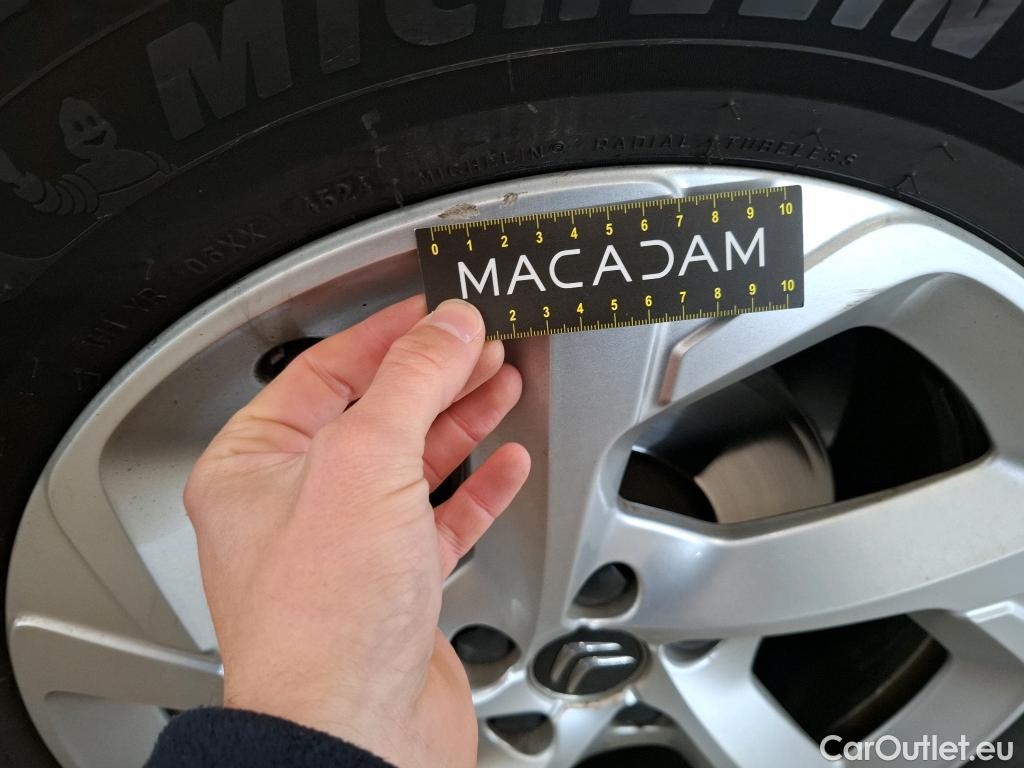 MICHELIN
MICHELIN
MICHELIN® RADIAL TUBELESS
0 1 2 3 4 5 6 7 8 9 10
MACADAM
2 3 4 5 6 7 8 9 10
CarOutlet.eu